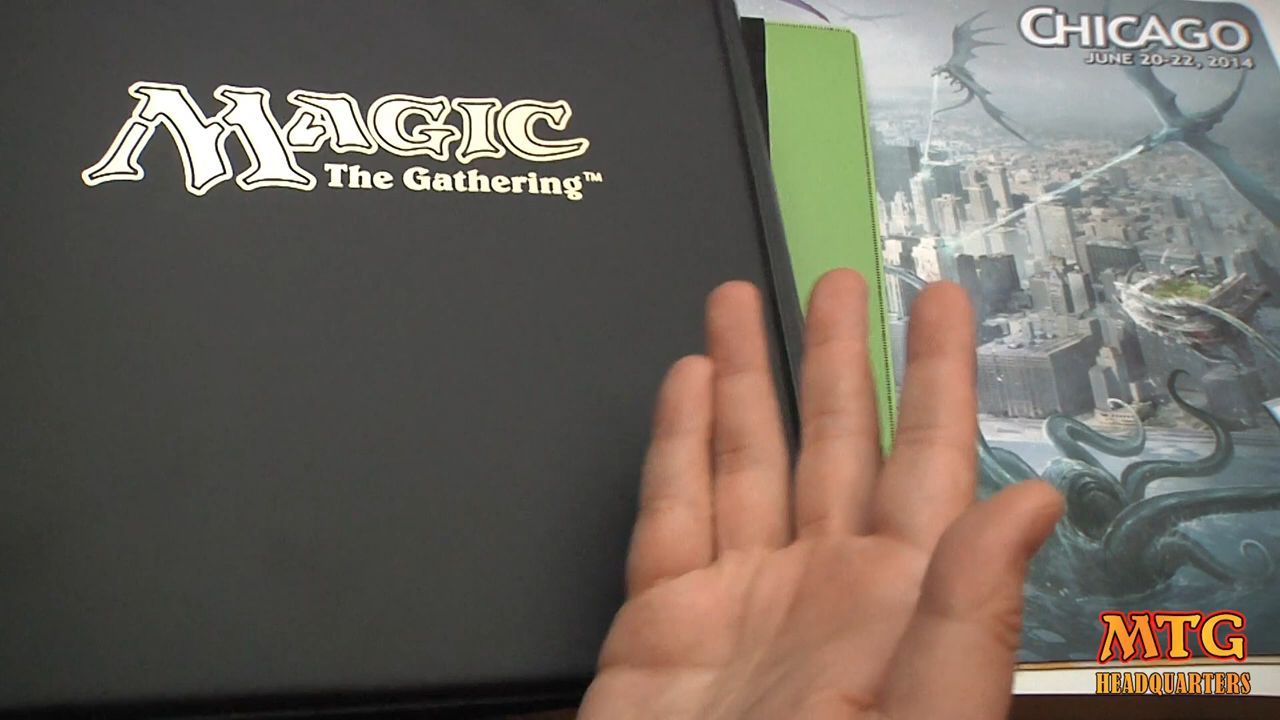 MAGIC
The Gathering™
CHICAGO
JUNE 20-22, 2014
MTG
HEADQUARTERS